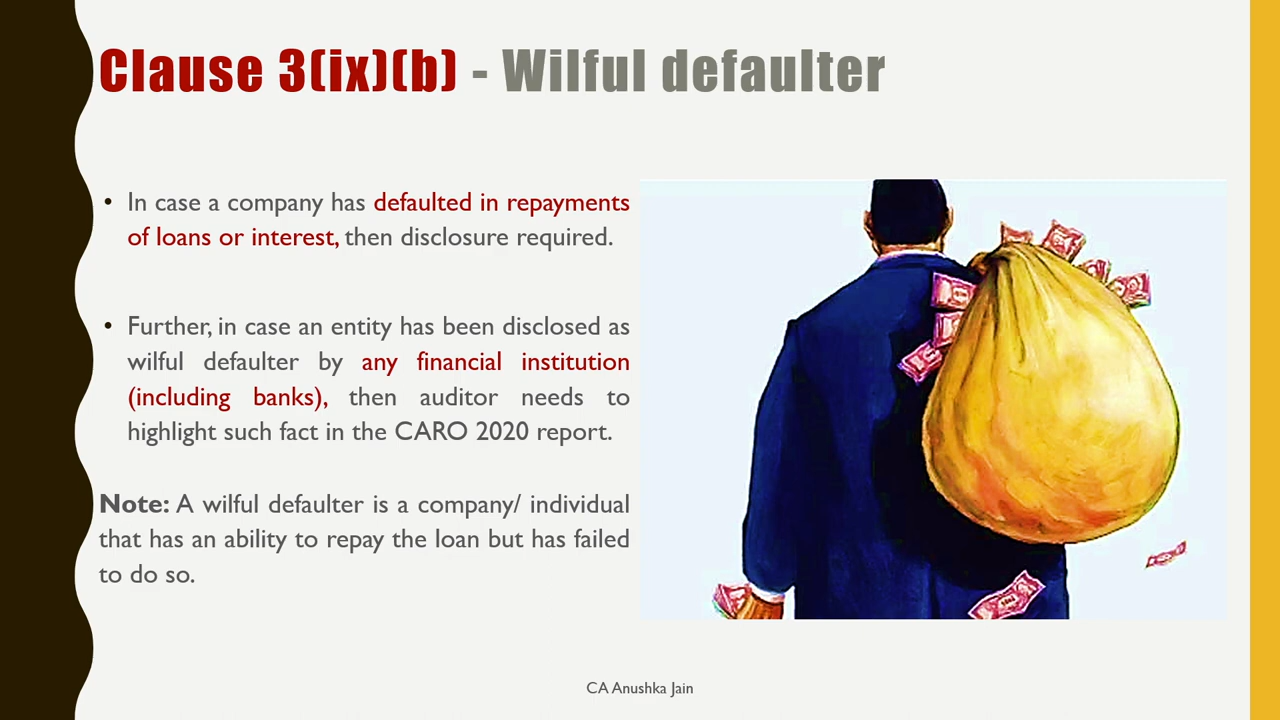 Clause 3(ix)(b) - Wilful defaulter
• In case a company has defaulted in repayments
of loans or interest, then disclosure required.
• Further, in case an entity has been disclosed as
wilful defaulter by any financial institution
(including banks), then auditor needs to
highlight such fact in the CARO 2020 report.
Note: A wilful defaulter is a company/ individual
that has an ability to repay the loan but has failed
to do so.
CA Anushka Jain